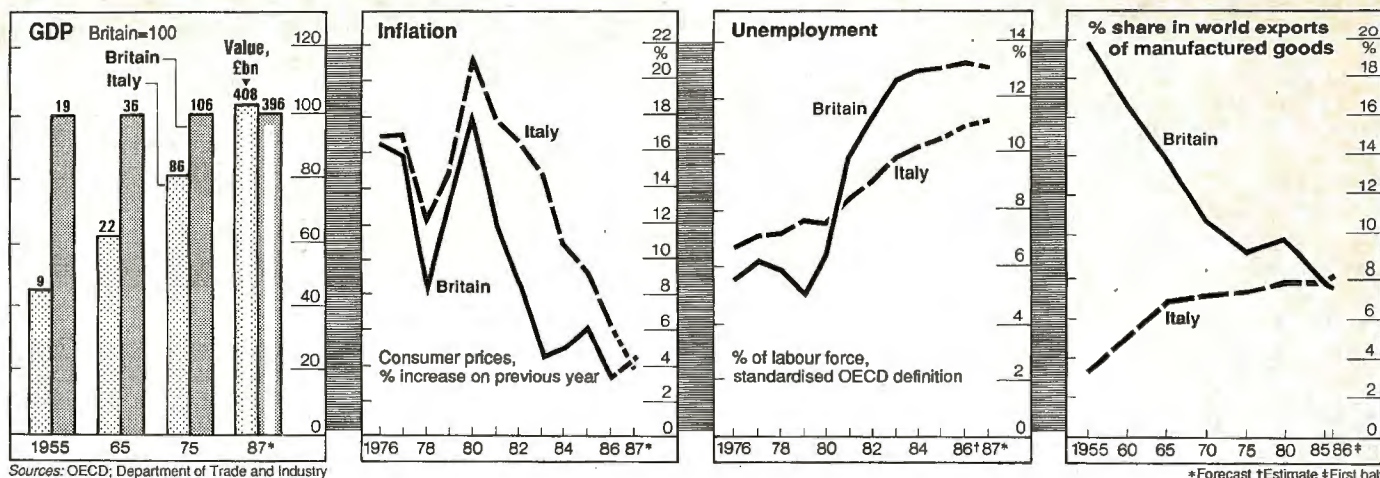 GDP Britain=100
Britain
Italy
Value,
£bn
9
19
22
36
86
106
408
396
120
100
80
60
40
20
0
1955 65 75 87*
Sources: OECD; Department of Trade and Industry
Inflation
Italy
Britain
Consumer prices,
% increase on previous year
22
%
20
18
16
14
12
10
8
6
4
2
0
1976 78 80 82 84 86 87*
Unemployment
Britain
Italy
% of labour force,
standardised OECD definition
14
%
12
10
8
6
4
2
0
1976 78 80 82 84 86† 87*
% share in world exports
of manufactured goods
Britain
Italy
20
%
18
16
14
12
10
8
6
4
2
0
1955 60 65 70 75 80 85 86‡
*Forecast †Estimate ‡First half